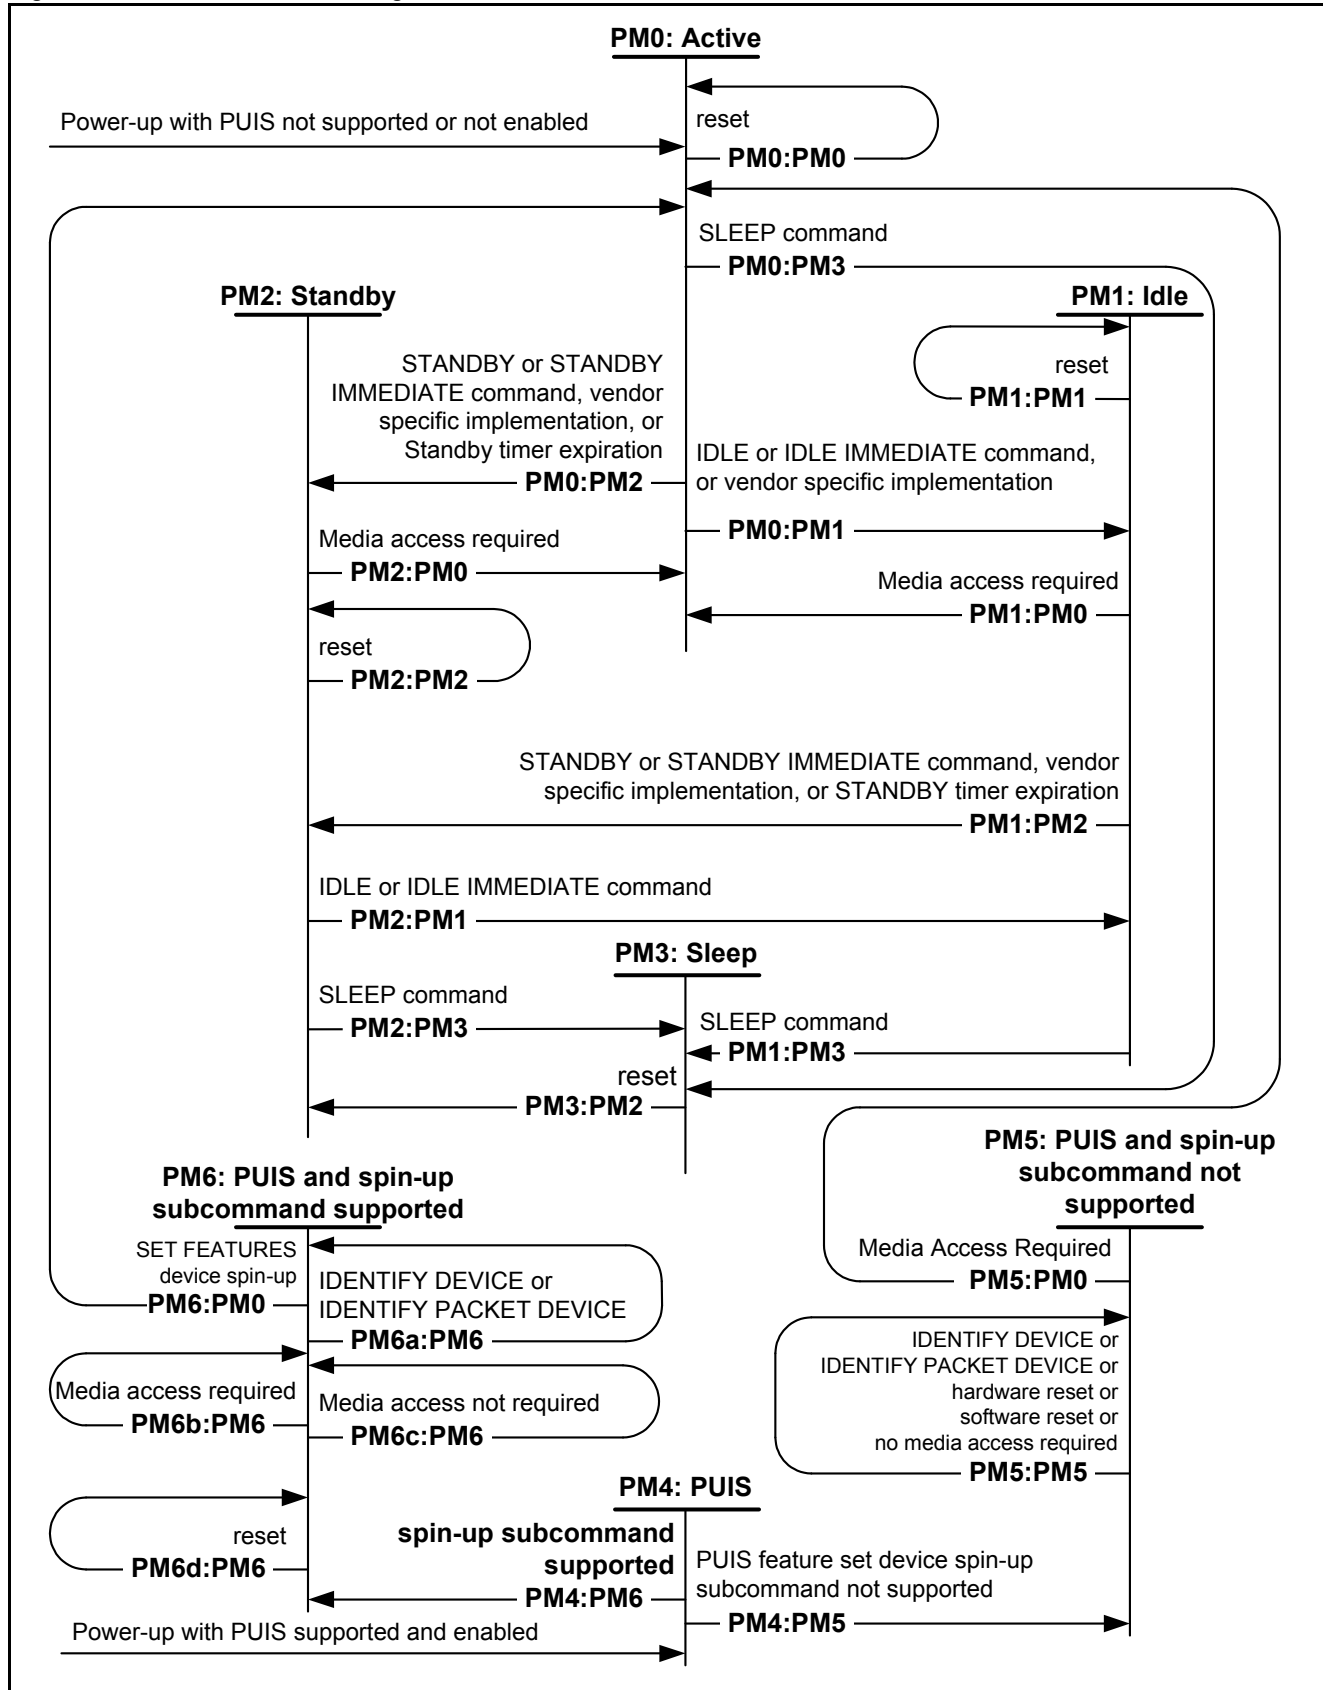 PM0: Active
reset
Power-up with PUIS not supported or not enabled
PM0:PM0
SLEEP command
PM0:PM3
PM2: Standby
PM1: Idle
STANDBY or STANDBY
IMMEDIATE command, vendor
specific implementation, or
Standby timer expiration
PM0:PM2
reset
PM1:PM1
IDLE or IDLE IMMEDIATE command,
or vendor specific implementation
PM0:PM1
Media access required
PM2:PM0
Media access required
PM1:PM0
reset
PM2:PM2
STANDBY or STANDBY IMMEDIATE command, vendor
specific implementation, or STANDBY timer expiration
PM1:PM2
IDLE or IDLE IMMEDIATE command
PM2:PM1
PM3: Sleep
SLEEP command
PM2:PM3
SLEEP command
PM1:PM3
reset
PM3:PM2
PM5: PUIS and spin-up
subcommand not
supported
PM6: PUIS and spin-up
subcommand supported
SET FEATURES
device spin-up
PM6:PM0
IDENTIFY DEVICE or
IDENTIFY PACKET DEVICE
PM6a:PM6
Media Access Required
PM5:PM0
IDENTIFY DEVICE or
IDENTIFY PACKET DEVICE or
hardware reset or
software reset or
no media access required
PM5:PM5
Media access required
PM6b:PM6
Media access not required
PM6c:PM6
PM4: PUIS
reset
PM6d:PM6
spin-up subcommand
supported
PM4:PM6
PUIS feature set device spin-up
subcommand not supported
PM4:PM5
Power-up with PUIS supported and enabled